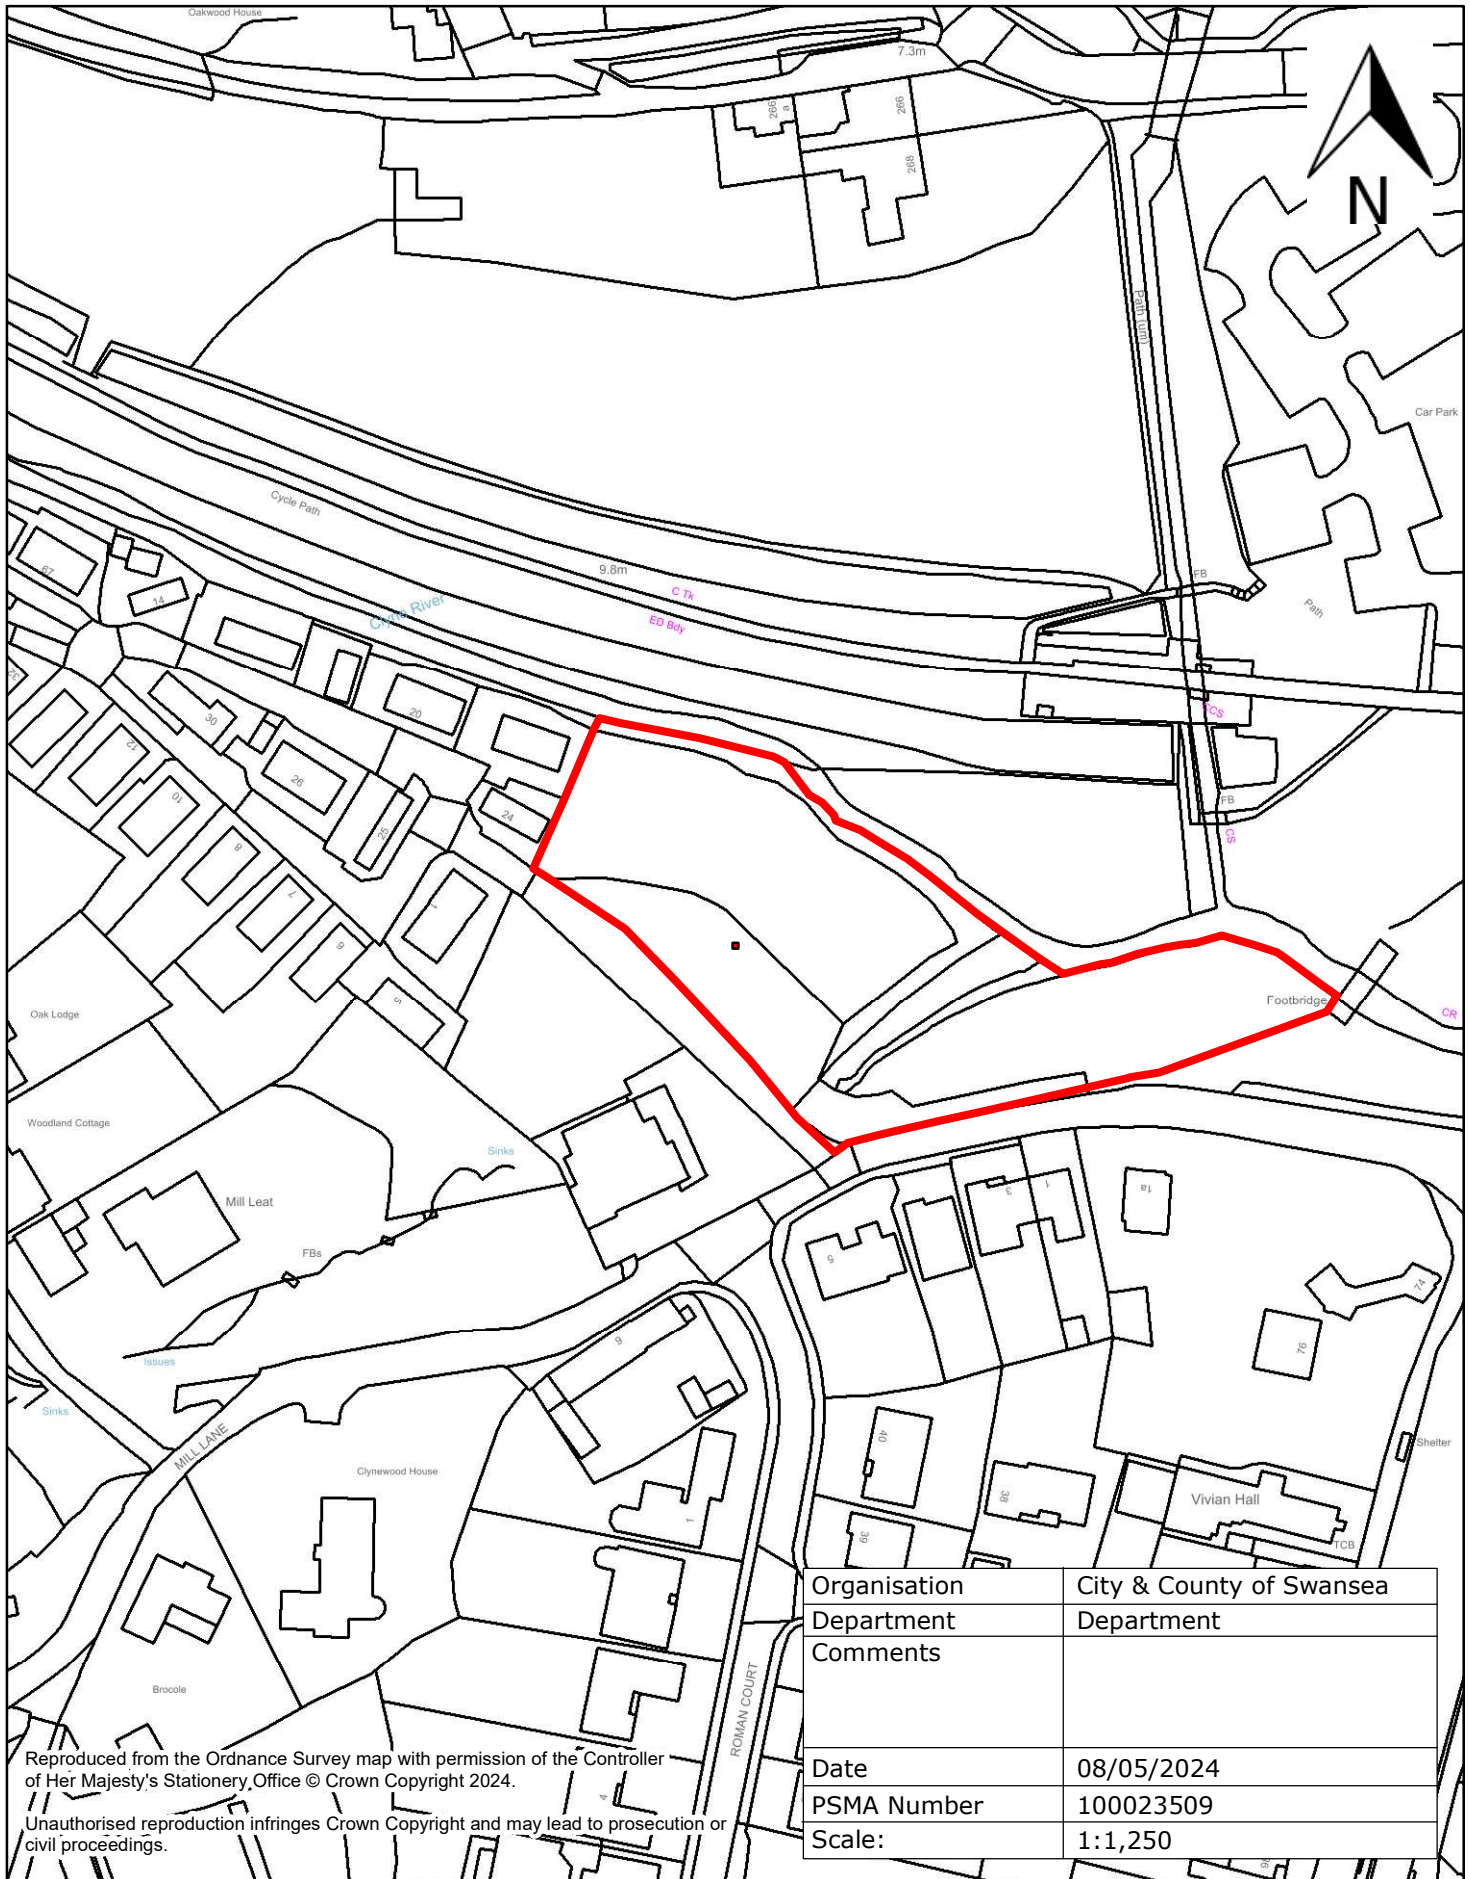 Oakwood House
7.3m
266
a
266
268
N
Path (um)
Car Park
Cycle Path
9.8m
C Tk
ED Bdy
Clyne River
FB
Path
CCS
FB
CS
67
14
32
30
20
12
26
10
25
24
8
7
1
6
5
Footbridge
CR
Oak Lodge
Woodland Cottage
Sinks
Mill Leat
FBs
Issues
Sinks
MILL LANE
Clynewood House
Brocole
9
1
4
ROMAN COURT
5
3
1
1a
74
76
40
39
38
Shelter
Vivian Hall
TCB
Organisation City & County of Swansea
Department Department
Comments
Date 08/05/2024
PSMA Number 100023509
Scale: 1:1,250
Reproduced from the Ordnance Survey map with permission of the Controller
of Her Majesty's Stationery Office © Crown Copyright 2024.
Unauthorised reproduction infringes Crown Copyright and may lead to prosecution or
civil proceedings.